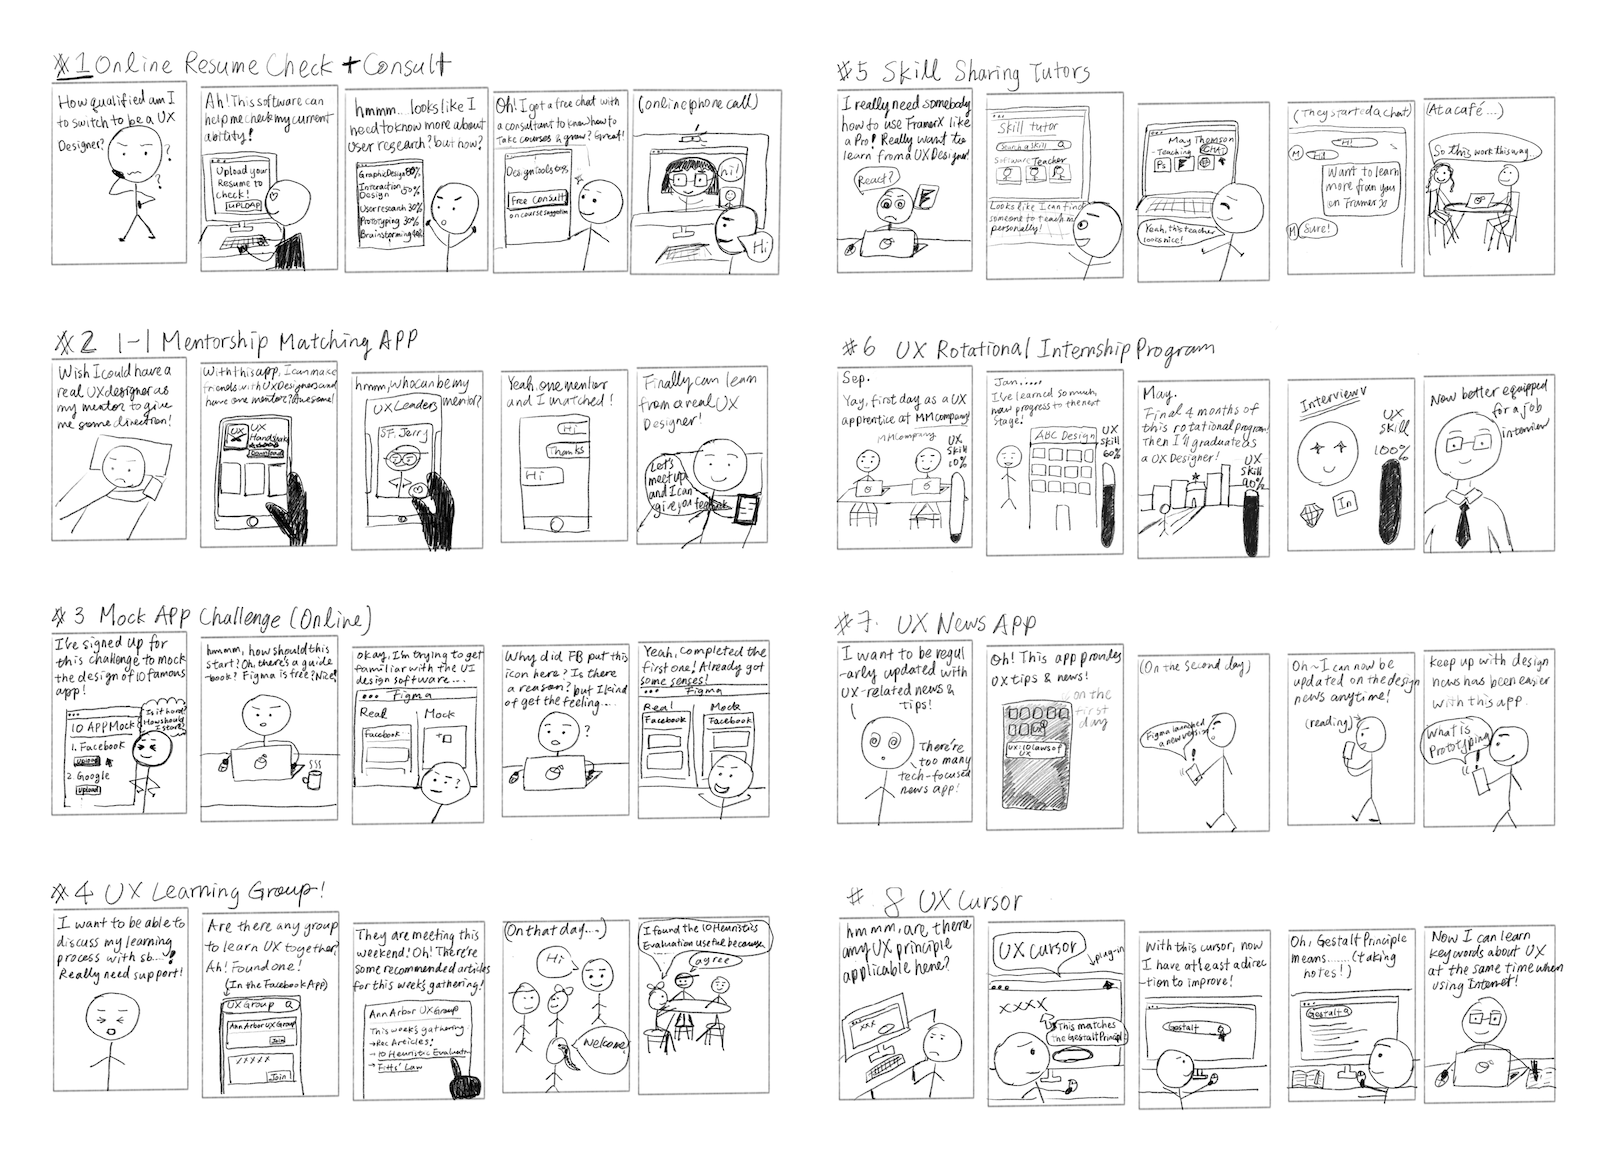 #1 Online Resume Check + Consult
How qualified am I
to switch to be a UX
Designer?
?
?
Ah! This software can
help me check my current
abitity!
Upload your
Resume to
check!
UPLOAD
hmmm... looks like I
need to know more about
user research? but how?
Graphic Design 80%
Interaction
Design 50%
User research 30%
Prototyping 30%
Brainstorming
Oh! I got a free chat with
a consultant to know how to
take courses & grow? Great!
Design tools
Free Consult
on course suggestion
(online/phone call)
hi!
Hi
#2 1-1 Mentorship Matching APP
Wish I could have a
real UX designer as
my mentor to give
me some direction!
With this app, I can make
friends with UX Designers and
have one mentor? Awesome!
UX
UX
Handshake
Download
hmm, who can be my
mentor?
UX Leaders
SF. Jerry
Yeah, one mentor
and I matched!
Hi
Thanks
Hi
Finally can learn
from a real UX
Designer!
Let's
meet up
and I can
give you feedback
#3 Mock APP Challenge (Online)
I've signed up for
this challenge to mock
the design of 10 famous
app!
Is it hard?
How should
I start?
10 APP Mock
1. Facebook
Upload
2. Google
Upload
hmmm, how should this
start? Oh, there's a guide
-book? Figma is free? Nice!
okay, I'm trying to get
familiar with the UI
design software....
Figma
Real
Mock
Facebook
?
Why did FB put this
icon here? Is there
a reason? but I kind
of get the feeling....
?
Yeah, completed the
first one! Already got
some senses!
Figma
Real
Mock
Facebook
Facebook
#4 UX Learning Group!
I want to be able to
discuss my learning
process with sb...?
Really need support!
Are there any group
to learn UX together?
Ah! Found one!
(In the Facebook App)
UX Group
Ann Arbor UX Group
Join
XXXXX
Join
They are meeting this
weekend! Oh! There're
some recommended articles
for this week's gathering!
Ann Arbor UX Group
This week's gathering
→ Rec Articles!
→ 10 Heuristic Evaluation
→ Fitts' Law
(On that day....)
Hi
Welcome!
I found the 10 Heuristics
Evaluation useful because...
agree
#5 Skill Sharing Tutors
I really need somebody
how to use FramerX like
a Pro! Really want to
learn from a UX Designer!
React?
Skill tutor
Search a skill
Software Teacher
Looks like I can find
someone to teach me
personally!
May Thomson
Teaching
CHAT
Ps
Yeah, this teacher
looks nice!
(They started a chat)
Hi!
M
Hi!
Want to learn
more from you
on FramerX
M
Sure!
(At a café...)
So this work this way...
#6 UX Rotational Internship Program
Sep.
Yay, first day as a UX
apprentice at MM company!
MM Company
UX
Skill
10%
Jan.....
I've learned so much,
now progress to the next
stage!
ABC Design
UX
Skill
60%
May.
Final 4 months of
this rotational program!
Then I'll graduate as
a UX Designer!
UX
Skill
90%
Interview √
UX
Skill
100%
In
Now better equipped
for a job
interview
#7. UX News App
I want to be regul
-arly updated with
UX-related news &
tips!
There're
too many
tech-focused
news app!
Oh! This app provides
UX tips & news!
on the
first
day
UX: 10 laws of
UX
(On the second day)
Figma launched
a new version
Oh~ I can now be
updated on the design
news anytime!
(reading)
keep up with design
news has been easier
with this app.
What is
Prototyping
#.8 UX Cursor
hmmm, are there
any UX principle
applicable here?
XXX
UX cursor
plug-in
XXXX
This matches
the Gestalt Principle
With this cursor, now
I have at least a direc
-tion to improve!
Gestalt
Oh, Gestalt Principle
means......(taking
notes!)
Gestalt
Now I can learn
keywords about UX
at the same time when
using Internet!